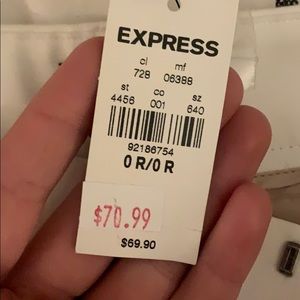 EXPRESS
cl mf
728 06388
st co sz
4456 001 640
92186754
0 R/0 R
$70.99
$69.90